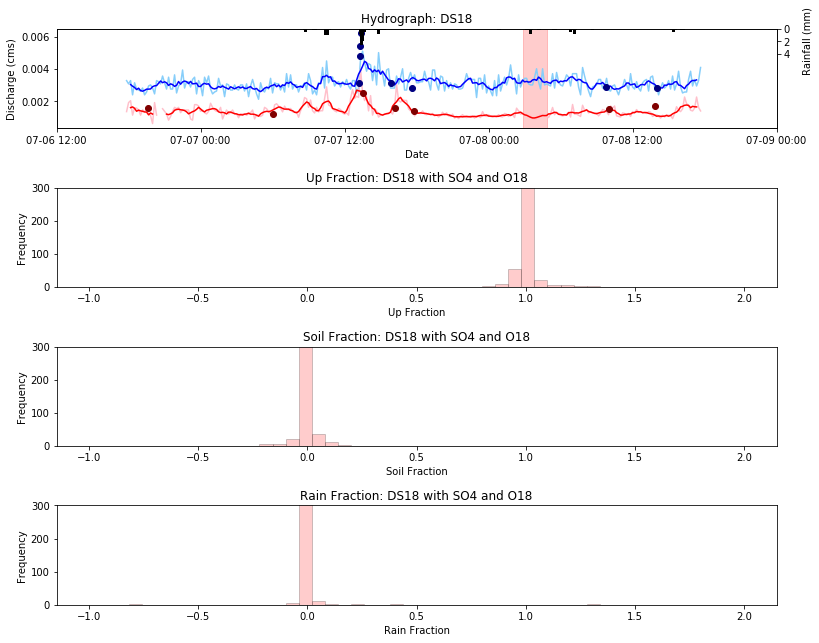 Hydrograph: DS18
Discharge (cms)
0.006
0.004
0.002
0
2
4
Rainfall (mm)
07-06 12:00 07-07 00:00 07-07 12:00 07-08 00:00 07-08 12:00 07-09 00:00
Date
Up Fraction: DS18 with SO4 and O18
Frequency
300
200
100
0
−1.0 −0.5 0.0 0.5 1.0 1.5 2.0
Up Fraction
Soil Fraction: DS18 with SO4 and O18
Frequency
300
200
100
0
−1.0 −0.5 0.0 0.5 1.0 1.5 2.0
Soil Fraction
Rain Fraction: DS18 with SO4 and O18
Frequency
300
200
100
0
−1.0 −0.5 0.0 0.5 1.0 1.5 2.0
Rain Fraction